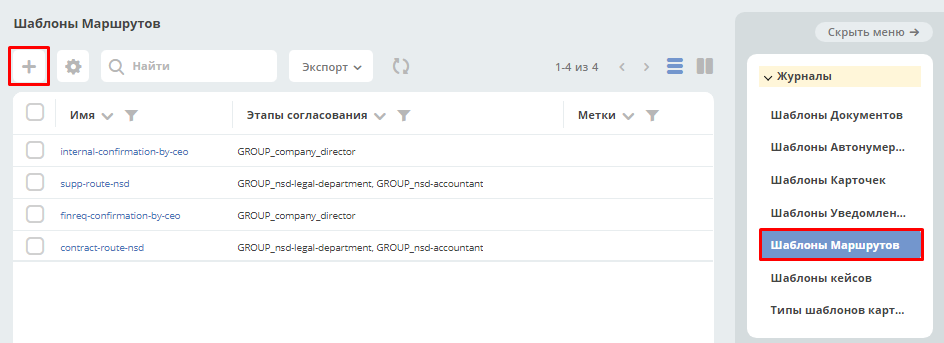 Шаблоны Маршрутов
Найти
Экспорт
1-4 из 4
Имя
Этапы согласования
Метки
internal-confirmation-by-ceo
GROUP_company_director
supp-route-nsd
GROUP_nsd-legal-department, GROUP_nsd-accountant
finreq-confirmation-by-ceo
GROUP_company_director
contract-route-nsd
GROUP_nsd-legal-department, GROUP_nsd-accountant
Скрыть меню
Журналы
Шаблоны Документов
Шаблоны Автонумер...
Шаблоны Карточек
Шаблоны Уведомлен...
Шаблоны Маршрутов
Шаблоны кейсов
Типы шаблонов карт...